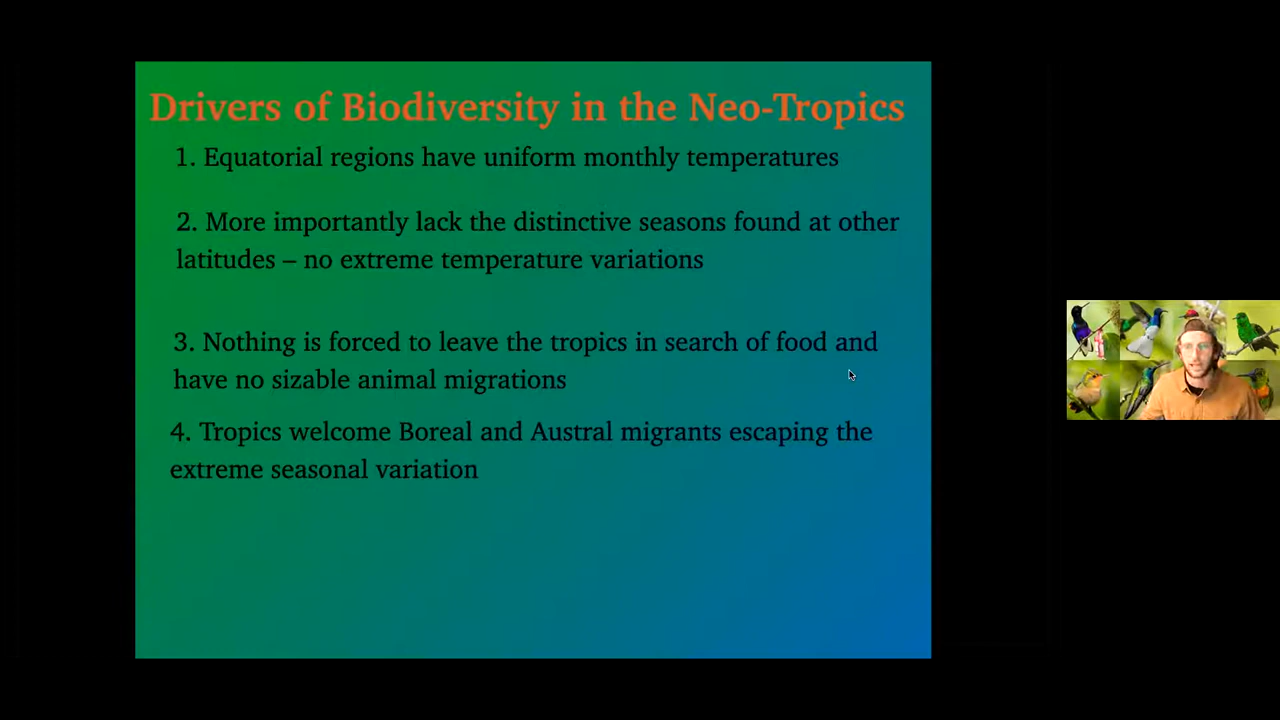 Drivers of Biodiversity in the Neo-Tropics
1. Equatorial regions have uniform monthly temperatures
2. More importantly lack the distinctive seasons found at other
latitudes – no extreme temperature variations
3. Nothing is forced to leave the tropics in search of food and
have no sizable animal migrations
4. Tropics welcome Boreal and Austral migrants escaping the
extreme seasonal variation